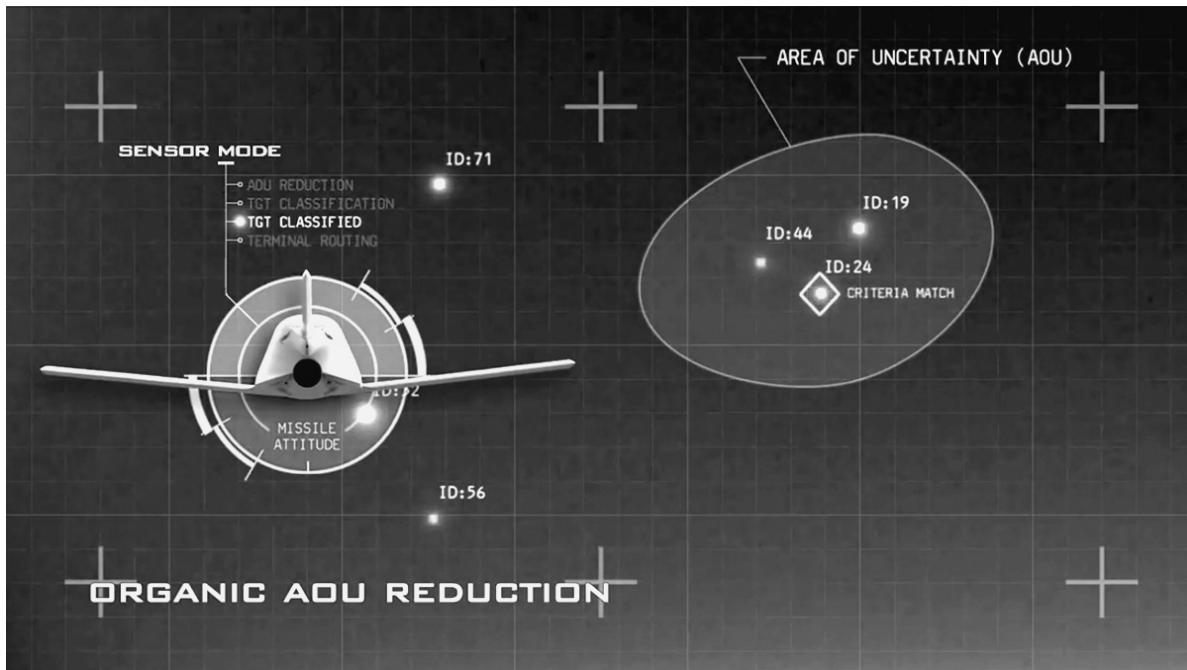 AREA OF UNCERTAINTY (AOU)
SENSOR MODE
AOU REDUCTION
TGT CLASSIFICATION
TGT CLASSIFIED
TERMINAL ROUTING
ID:71
ID:19
ID:44
ID:24
CRITERIA MATCH
MISSILE
ATTITUDE
ID:56
ORGANIC AOU REDUCTION